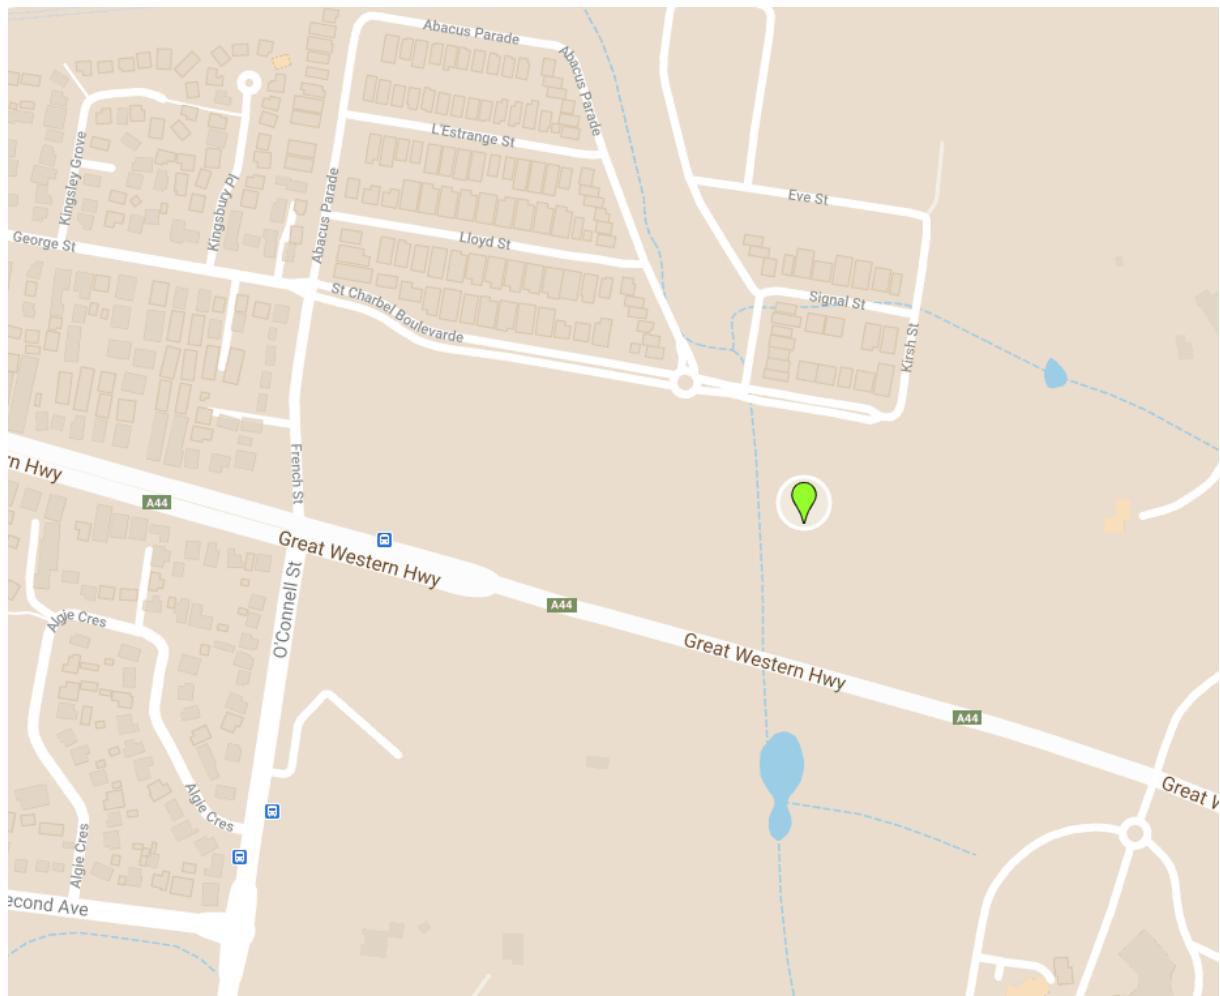 Abacus Parade
Abacus Parade
L'Estrange St
Kingsley Grove
Kingsbury Pl
Abacus Parade
Eve St
George St
Lloyd St
St Charbel Boulevarde
Signal St
Kirsh St
rn Hwy
A44
French St
Great Western Hwy
A44
O'Connell St
Algie Cres
Great Western Hwy
A44
Great W
Algie Cres
Algie Cres
econd Ave